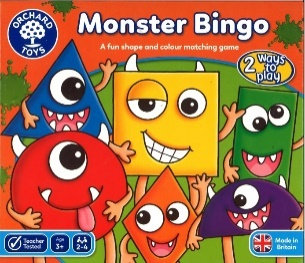 ORCHARD
TOYS
Monster Bingo
A fun shape and colour matching game
2 ways
to
play
Teacher
Tested
Age
3+
2-6
Made in
Britain